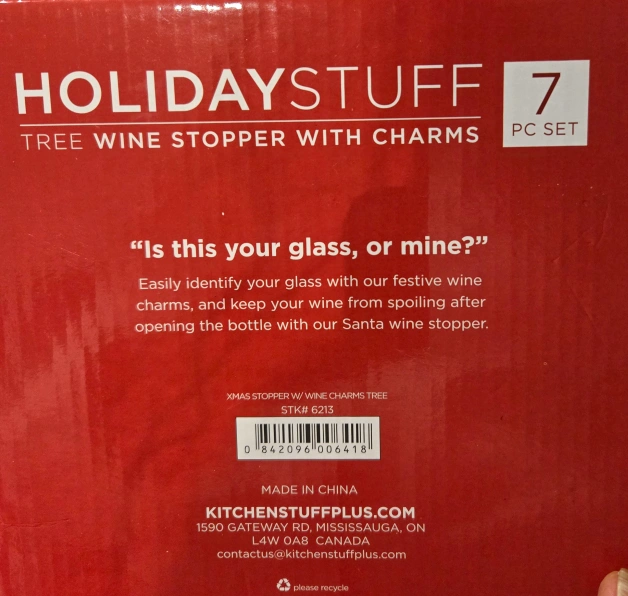 HOLIDAYSTUFF
7
PC SET
TREE WINE STOPPER WITH CHARMS
“Is this your glass, or mine?”
Easily identify your glass with our festive wine
charms, and keep your wine from spoiling after
opening the bottle with our Santa wine stopper.
XMAS STOPPER W/ WINE CHARMS TREE
STK# 6213
0 842096 006418
MADE IN CHINA
KITCHENSTUFFPLUS.COM
1590 GATEWAY RD, MISSISSAUGA, ON
L4W 0A8 CANADA
contactus@kitchenstuffplus.com
please recycle